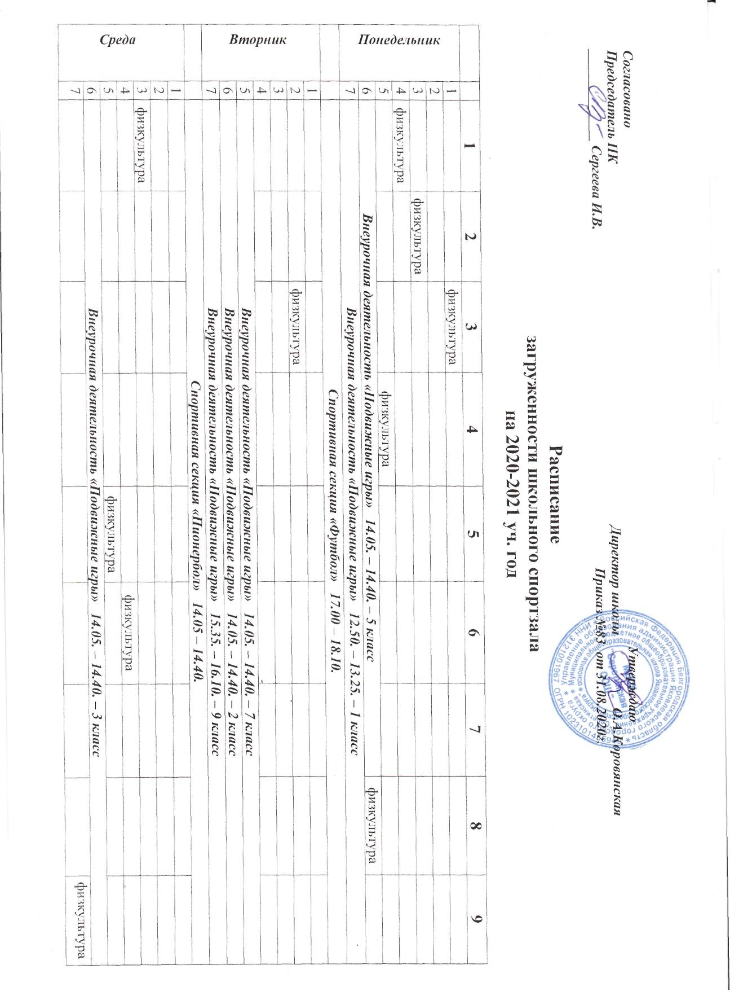 Согласовано
Председатель ПК
Сергеева И.В.
Утверждаю
Директор школы О.А.Коровянская
Приказ №83 от 31.08.2020г.
Расписание
загруженности школьного спортзала
на 2020-2021 уч. год
1 2 3 4 5 6 7 8 9
Понедельник
1 физкультура
2
3 физкультура
4 физкультура
5 физкультура
6 Внеурочная деятельность «Подвижные игры» 14.05. – 14.40. – 5 класс физкультура
7 Внеурочная деятельность «Подвижные игры» 12.50. – 13.25. – 1 класс
Спортивная секция «Футбол» 17.00 – 18.10.
Вторник
1
2 физкультура
3
4
5 Внеурочная деятельность «Подвижные игры» 14.05. – 14.40. – 7 класс
6 Внеурочная деятельность «Подвижные игры» 14.05. – 14.40. – 2 класс
7 Внеурочная деятельность «Подвижные игры» 15.35. – 16.10. – 9 класс
Спортивная секция «Пионербол» 14.05 – 14.40.
Среда
1
2
3 физкультура
4 физкультура
5 физкультура
6 Внеурочная деятельность «Подвижные игры» 14.05. – 14.40. – 3 класс
7 физкультура